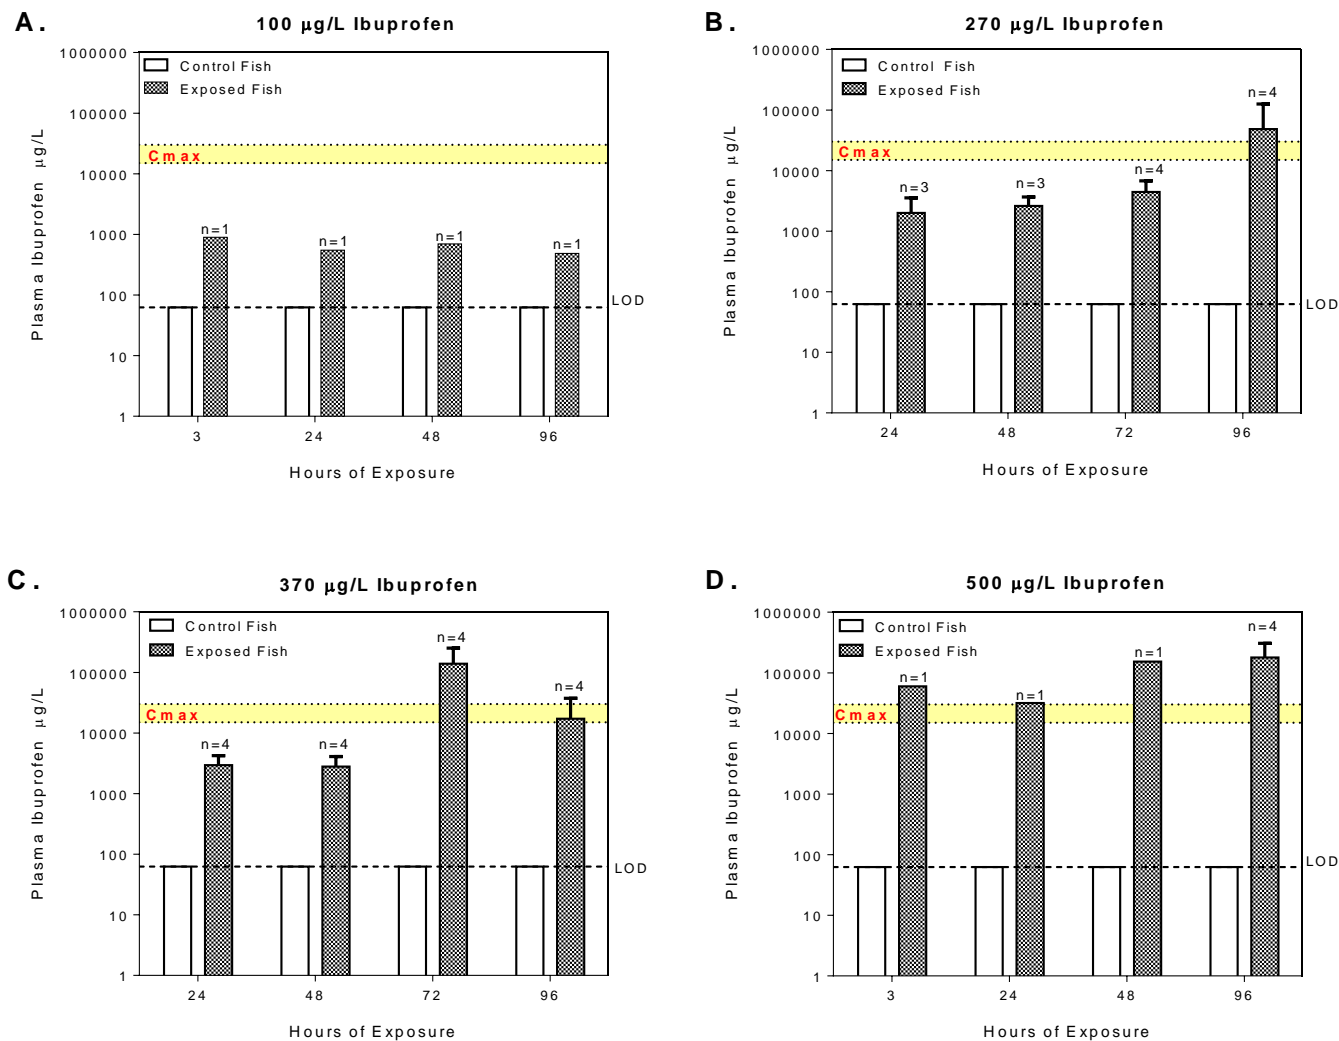 A.
100 µg/L Ibuprofen
1000000
100000
10000
1000
100
10
1
Plasma Ibuprofen µg/L
Control Fish
Exposed Fish
Cmax
n=1
n=1
n=1
n=1
LOD
3
24
48
96
Hours of Exposure
B.
270 µg/L Ibuprofen
1000000
100000
10000
1000
100
10
1
Plasma Ibuprofen µg/L
Control Fish
Exposed Fish
Cmax
n=3
n=3
n=4
n=4
LOD
24
48
72
96
Hours of Exposure
C.
370 µg/L Ibuprofen
1000000
100000
10000
1000
100
10
1
Plasma Ibuprofen µg/L
Control Fish
Exposed Fish
Cmax
n=4
n=4
n=4
n=4
LOD
24
48
72
96
Hours of Exposure
D.
500 µg/L Ibuprofen
1000000
100000
10000
1000
100
10
1
Plasma Ibuprofen µg/L
Control Fish
Exposed Fish
Cmax
n=1
n=1
n=1
n=4
LOD
3
24
48
96
Hours of Exposure